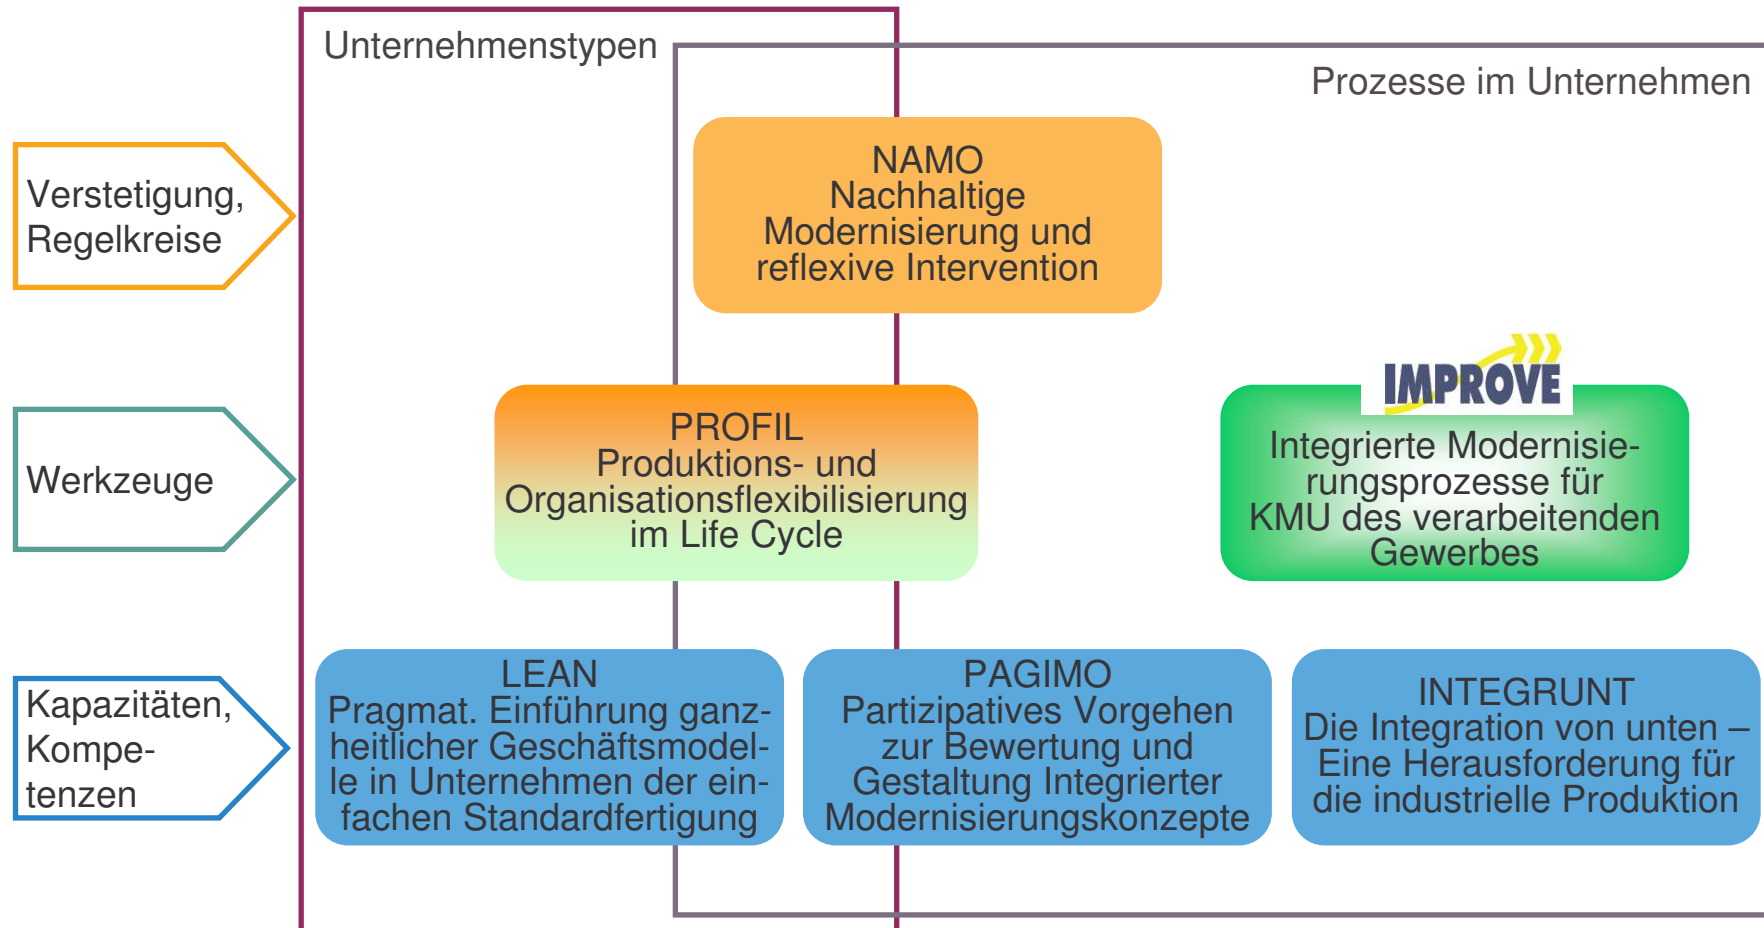 Unternehmenstypen
Prozesse im Unternehmen
Verstetigung,
Regelkreise
NAMO
Nachhaltige
Modernisierung und
reflexive Intervention
Werkzeuge
PROFIL
Produktions- und
Organisationsflexibilisierung
im Life Cycle
IMPROVE
Integrierte Modernisie-
rungsprozesse für
KMU des verarbeitenden
Gewerbes
Kapazitäten,
Kompe-
tenzen
LEAN
Pragmat. Einführung ganz-
heitlicher Geschäftsmodel-
le in Unternehmen der ein-
fachen Standardfertigung
PAGIMO
Partizipatives Vorgehen
zur Bewertung und
Gestaltung Integrierter
Modernisierungskonzepte
INTEGRUNT
Die Integration von unten –
Eine Herausforderung für
die industrielle Produktion